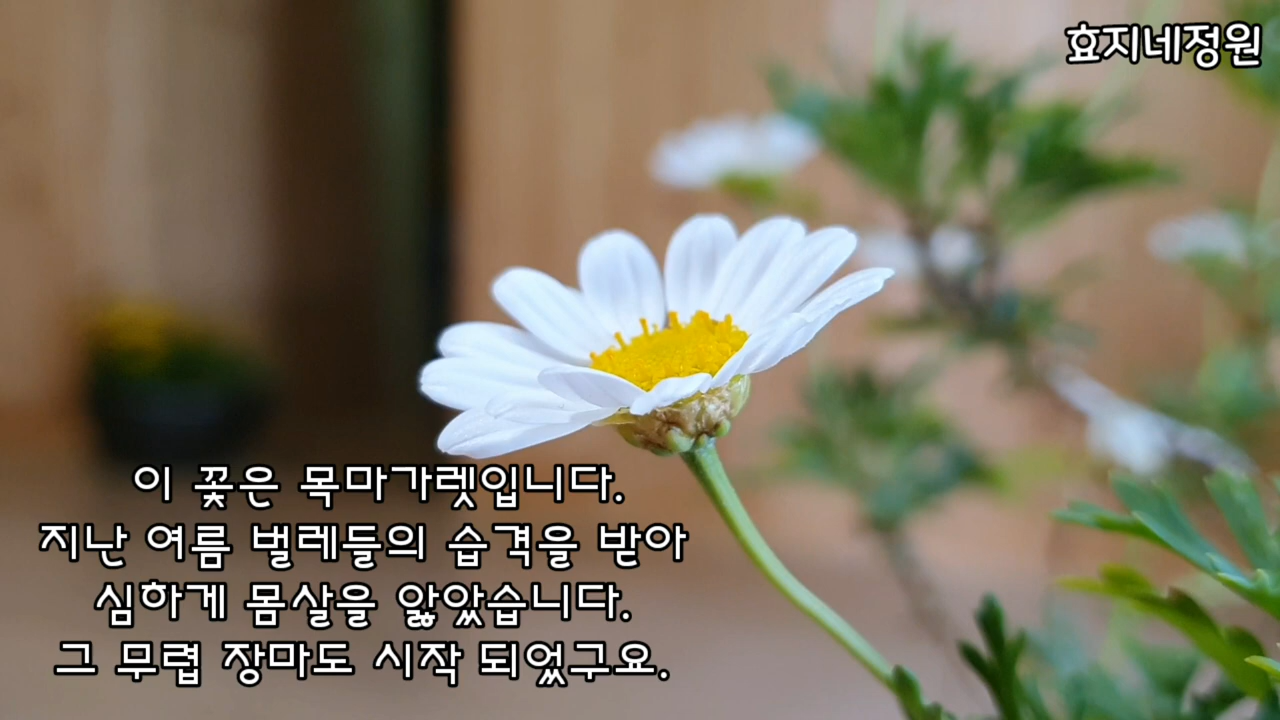 효지네정원
이 꽃은 목마가렛입니다.
지난 여름 벌레들의 습격을 받아
심하게 몸살을 앓았습니다.
그 무렵 장마도 시작 되었구요.